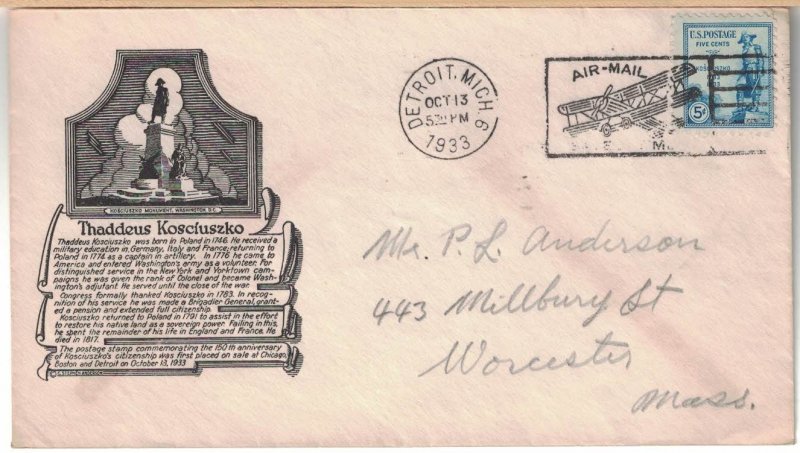 KOSCIUSZKO MONUMENT, WASHINGTON, D.C.
Thaddeus Kosciuszko
Thaddeus Kosciuszko was born in Poland in 1746. He received a
military education in Germany, Italy and France; returning to
Poland in 1774 as a captain in artillery. In 1776 he came to
America and entered Washington's army as a volunteer. For
distinguished service in the New York and Yorktown cam-
paigns he was given the rank of Colonel and became Wash-
ington's adjutant. He served until the close of the war.
Congress formally thanked Kosciuszko in 1783. In recog-
nition of his service he was made a Brigadier General, grant-
ed a pension and extended full citizenship.
Kosciuszko returned to Poland in 1791 to assist in the effort
to restore his native land as a sovereign power. Failing in this,
he spent the remainder of his life in England and France. He
died in 1817.
The postage stamp commemorating the 150th anniversary
of Kosciuszko's citizenship was first placed on sale at Chicago,
Boston and Detroit on October 13, 1933
DETROIT, MICH. 6
OCT 13
5 PM
1933
AIR-MAIL
U.S. POSTAGE
FIVE CENTS
KOSCIUSZKO
5¢
Mr. P. L. Anderson
443 Millbury St
Worcester
Mass.